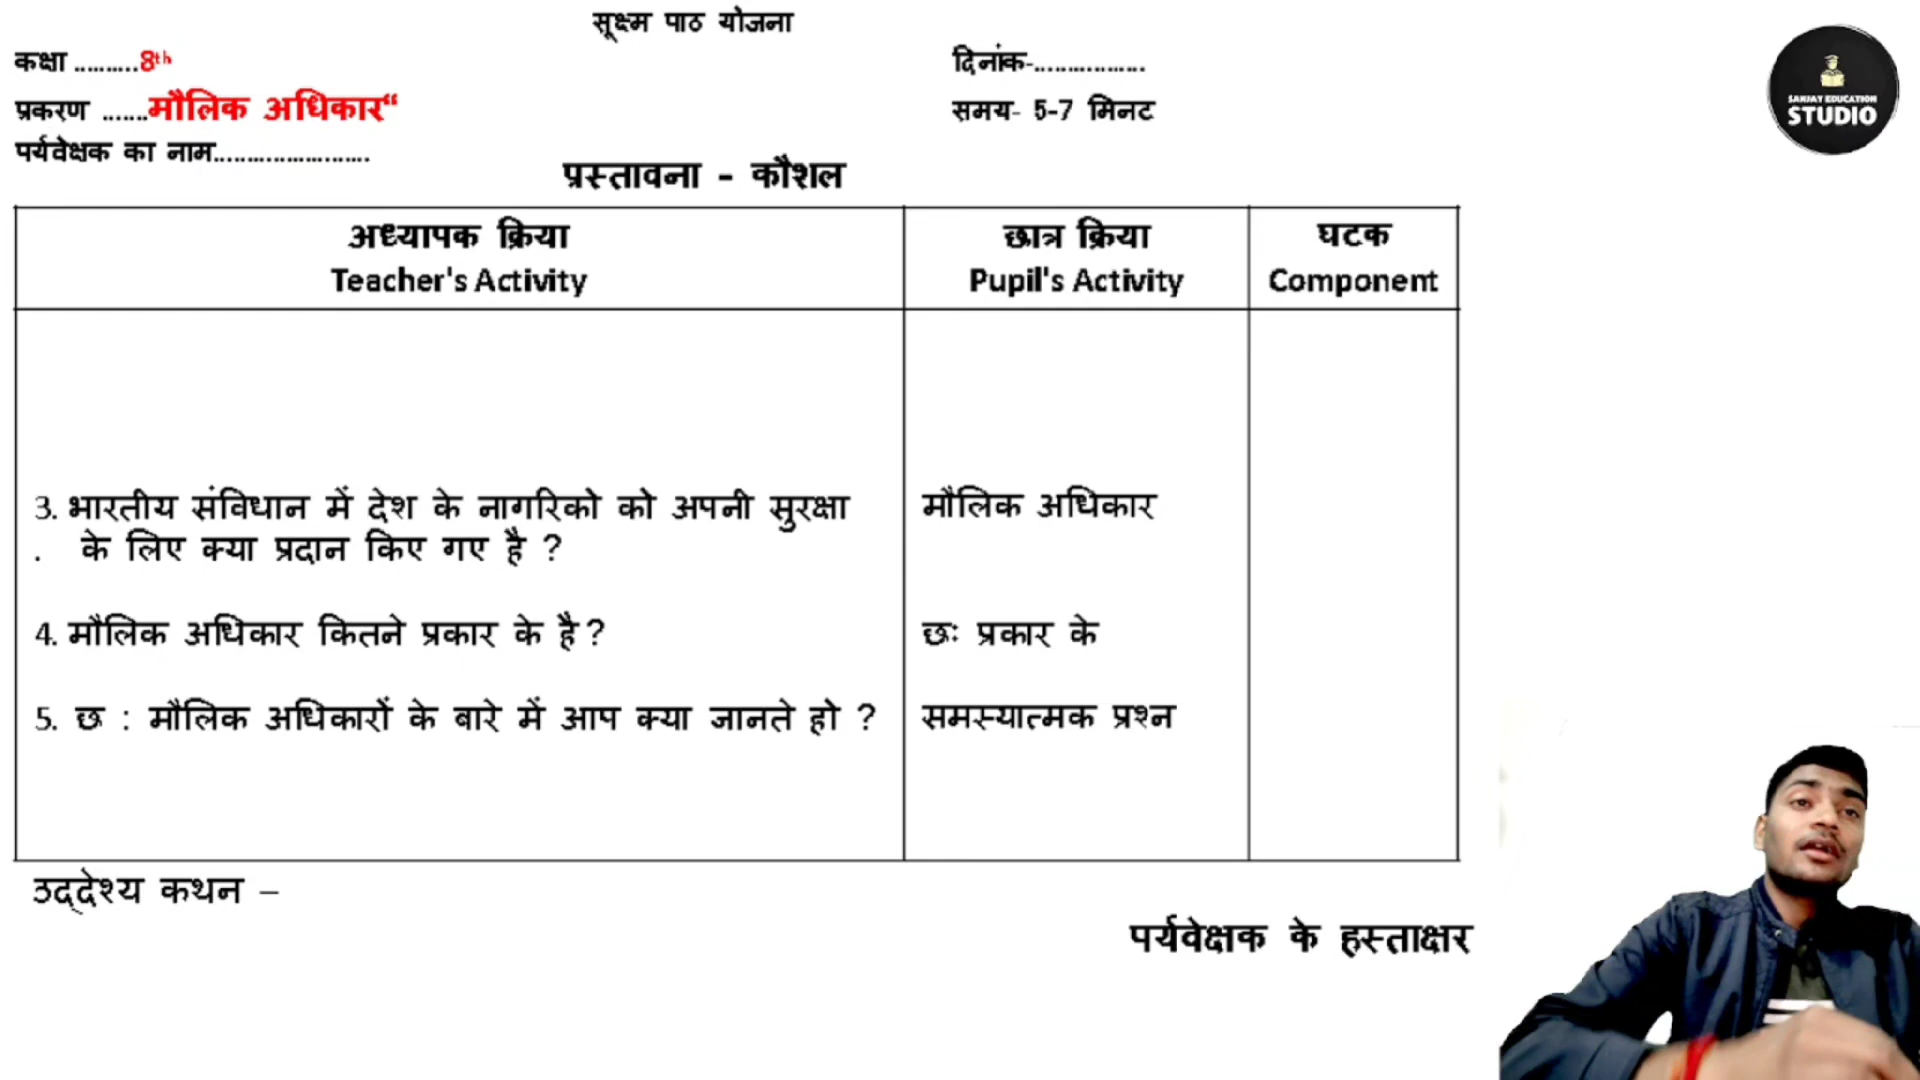 सूक्ष्म पाठ योजना
कक्षा ..........8th
दिनांक-.................
प्रकरण .......मौलिक अधिकार“
समय- 5-7 मिनट
पर्यवेक्षक का नाम.......................
SANJAY EDUCATION
STUDIO
प्रस्तावना - कौशल
अध्यापक क्रिया
Teacher's Activity
छात्र क्रिया
Pupil's Activity
घटक
Component
3. भारतीय संविधान में देश के नागरिको को अपनी सुरक्षा
. के लिए क्या प्रदान किए गए है ?
मौलिक अधिकार
4. मौलिक अधिकार कितने प्रकार के है ?
छः प्रकार के
5. छ : मौलिक अधिकारों के बारे में आप क्या जानते हो ?
समस्यात्मक प्रश्न
उद्देश्य कथन –
पर्यवेक्षक के हस्ताक्षर